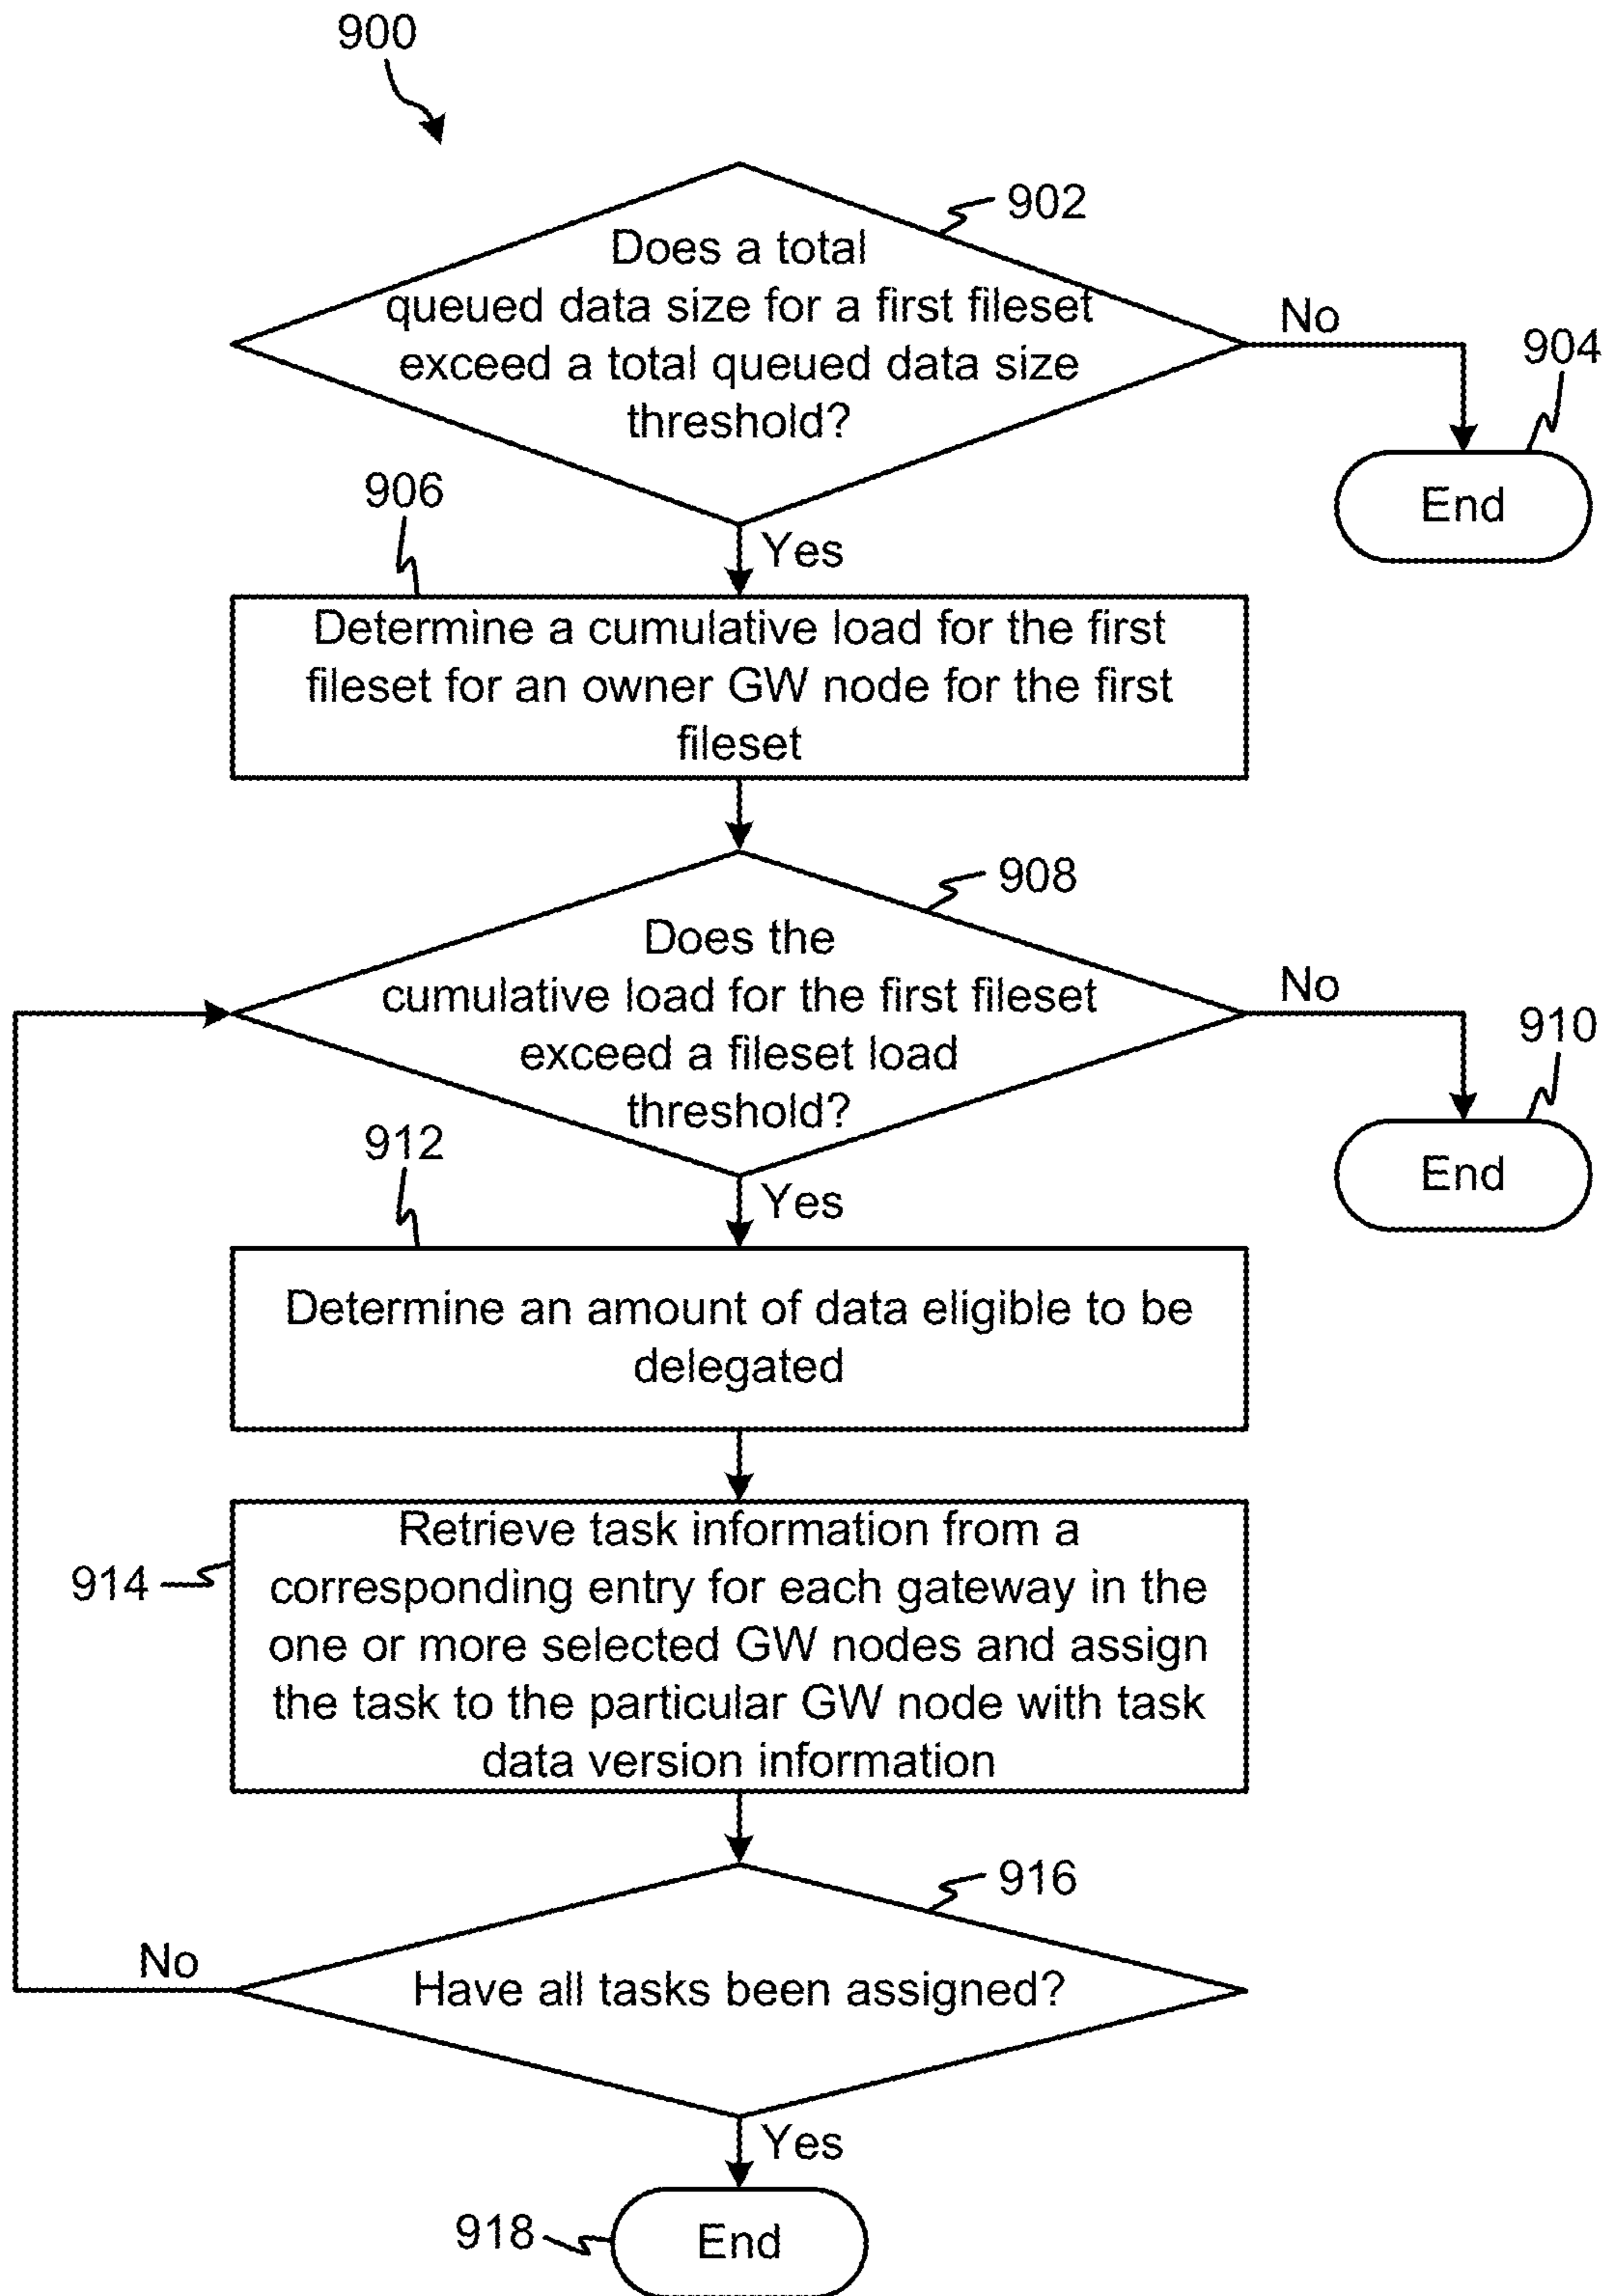 900
902
Does a total
queued data size for a first fileset
exceed a total queued data size
threshold?
No
904
End
906
Yes
Determine a cumulative load for the first
fileset for an owner GW node for the first
fileset
908
Does the
cumulative load for the first fileset
exceed a fileset load
threshold?
No
910
End
912
Yes
Determine an amount of data eligible to be
delegated
914
Retrieve task information from a
corresponding entry for each gateway in the
one or more selected GW nodes and assign
the task to the particular GW node with task
data version information
916
No
Have all tasks been assigned?
Yes
918
End